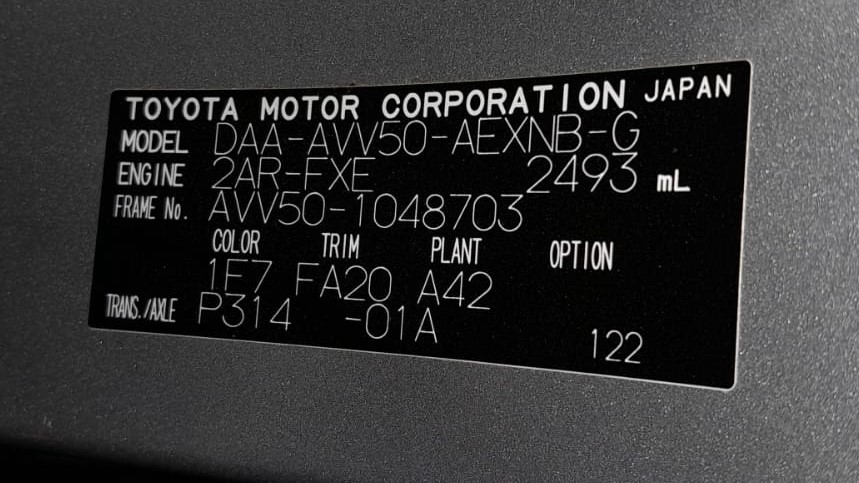 TOYOTA MOTOR CORPORATION JAPAN
MODEL DAA-AVV50-AEXNB-G
ENGINE 2AR-FXE 2493 mL
FRAME No. AVV50-1048703
COLOR TRIM PLANT OPTION
1F7 FA20 A42
TRANS./AXLE P314 -01A
122